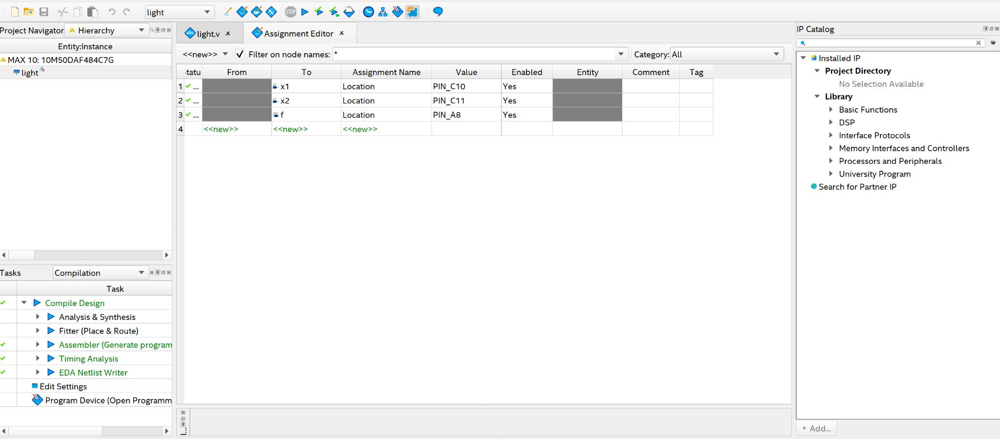 light
Project Navigator Hierarchy
Entity:Instance
MAX 10: 10M50DAF484C7G
light
Tasks Compilation
Task
Compile Design
Analysis & Synthesis
Fitter (Place & Route)
Assembler (Generate program
Timing Analysis
EDA Netlist Writer
Edit Settings
Program Device (Open Programm
STOP
abc light.v Assignment Editor
<<new>> Filter on node names: * Category: All
tatu From To Assignment Name Value Enabled Entity Comment Tag
1 ... in x1 Location PIN_C10 Yes
2 ... in x2 Location PIN_C11 Yes
3 ... out f Location PIN_A8 Yes
4 <<new>> <<new>> <<new>>
IP Catalog
Installed IP
Project Directory
No Selection Available
Library
Basic Functions
DSP
Interface Protocols
Memory Interfaces and Controllers
Processors and Peripherals
University Program
Search for Partner IP
+ Add...